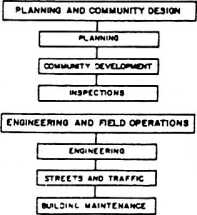 PLANNING AND COMMUNITY DESIGN
PLANNING
COMMUNITY DEVELOPMENT
INSPECTIONS
ENGINEERING AND FIELD OPERATIONS
ENGINEERING
STREETS AND TRAFFIC
BUILDING MAINTENANCE